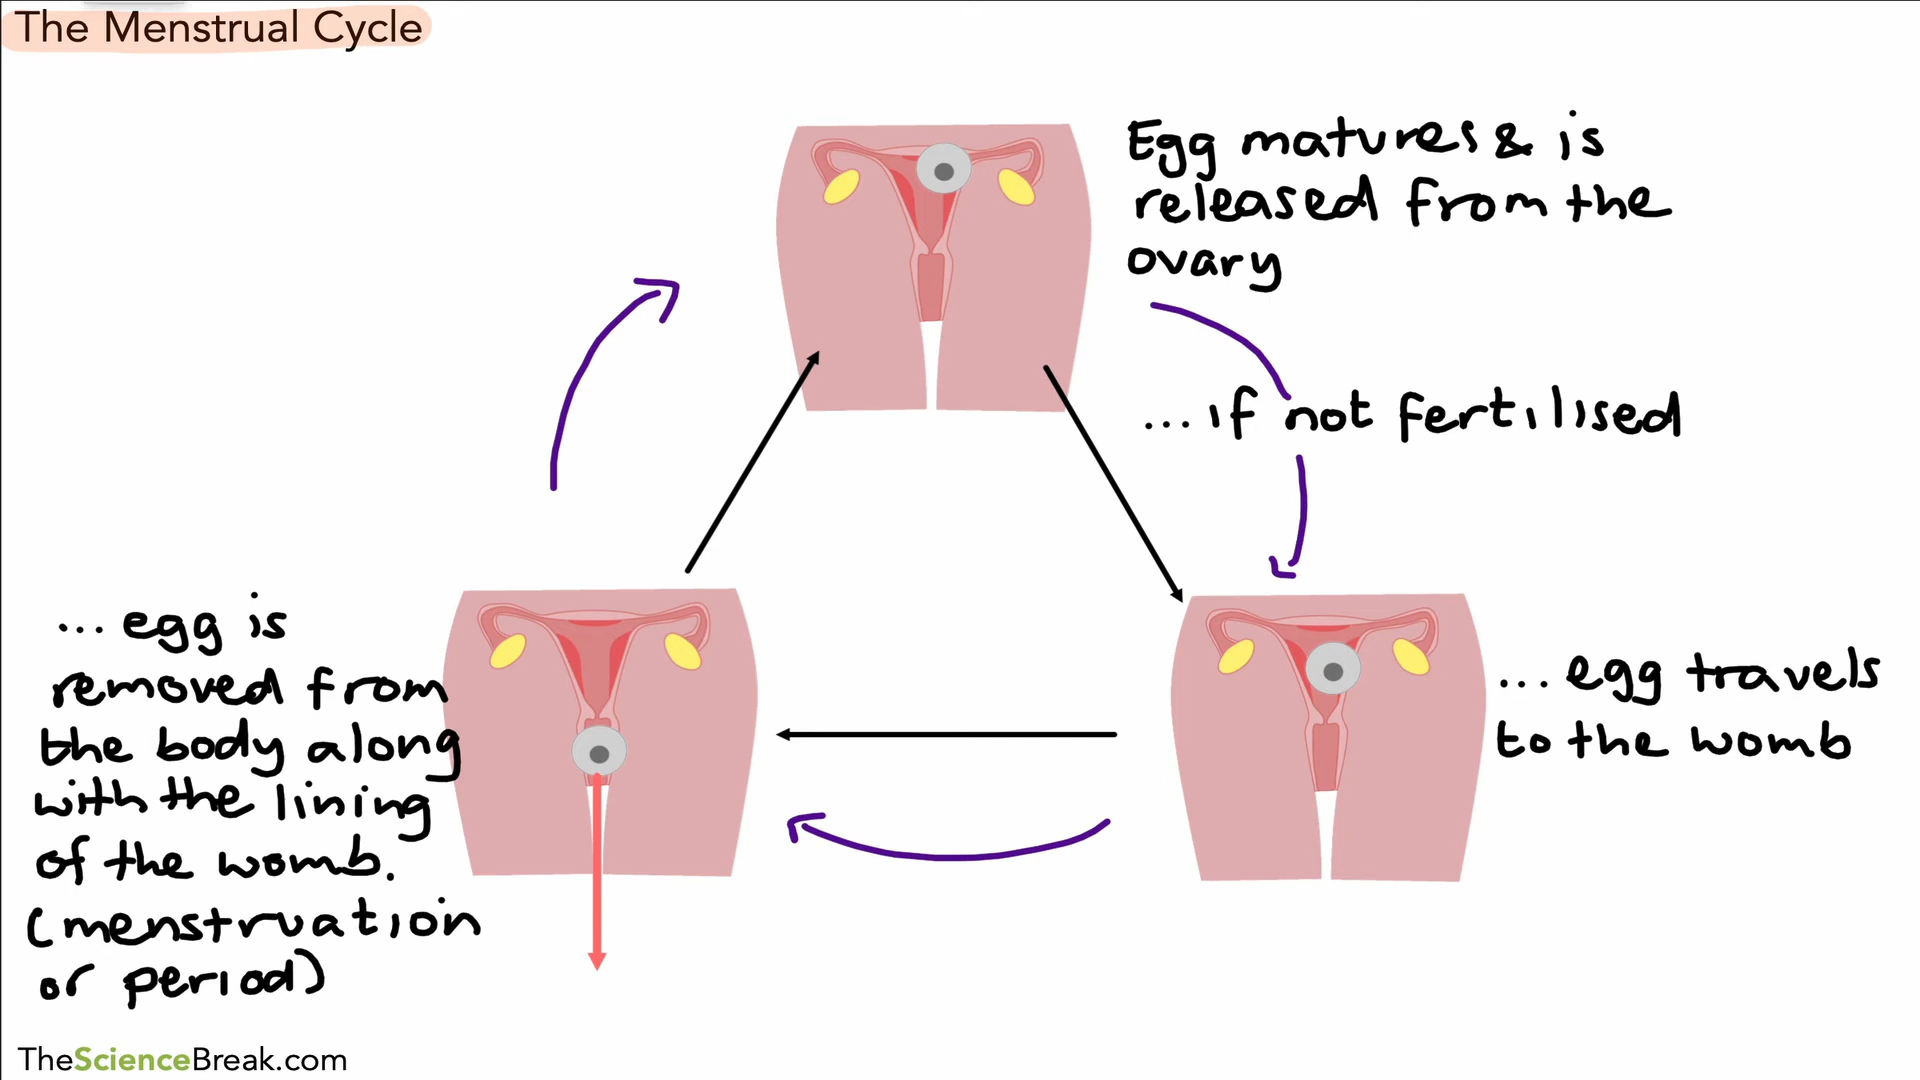 The Menstrual Cycle
Egg matures & is
released from the
ovary
...if not fertilised
...egg travels
to the womb
...egg is
removed from
the body along
with the lining
of the womb.
(menstruation
or period)
TheScienceBreak.com